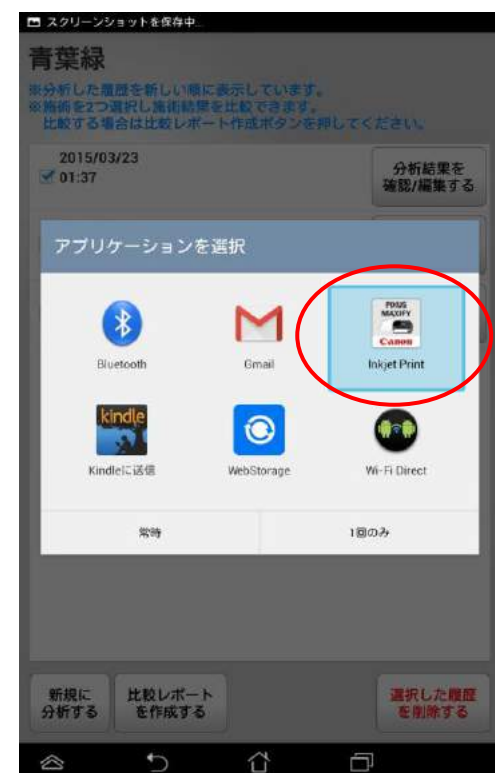 スクリーンショットを保存中...
青葉緑
※分析した履歴を新しい順に表示しています。
※施術を2つ選択し施術結果を比較できます。
比較する場合は比較レポート作成ボタンを押してください。
2015/03/23
01:37
分析結果を
確認/編集する
アプリケーションを選択
PIXUS
MAXIFY
Canon
Bluetooth
Gmail
Inkjet Print
kindle
Kindleに送信
WebStorage
Wi-Fi Direct
常時
1回のみ
新規に
分析する
比較レポート
を作成する
選択した履歴
を削除する